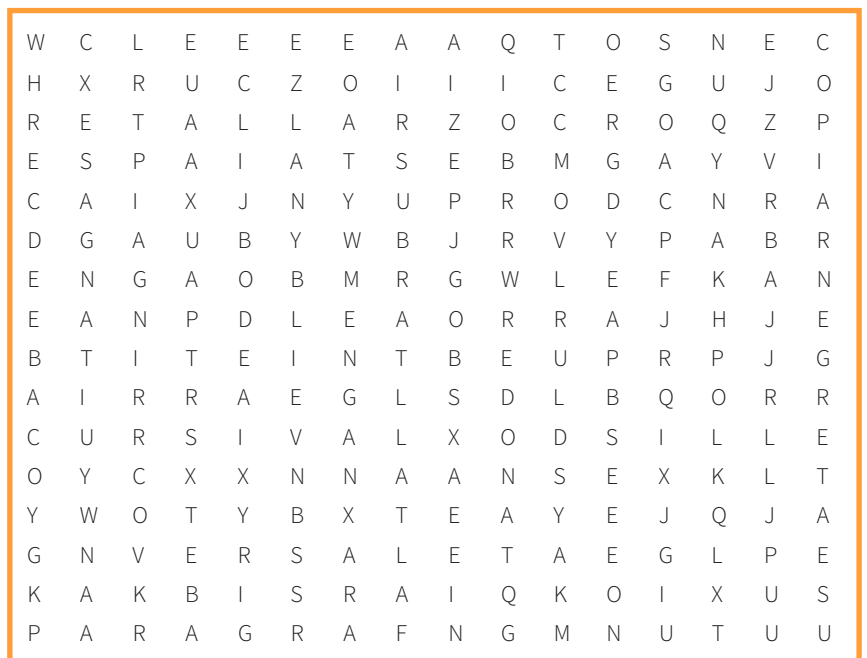 W C L E E E E A A Q T O S N E C
H X R U C Z O I I I C E G U J O
R E T A L L A R Z O C R O Q Z P
E S P A I A T S E B M G A Y V I
C A I X J N Y U P R O D C N R A
D G A U B Y W B J R V Y P A B R
E N G A O B M R G W L E F K A N
E A N P D L E A O R R A J H J E
B T I T E I N T B E U P R P J G
A I R R A E G L S D L B Q O R R
C U R S I V A L X O D S I L L E
O Y C X X N N A A N S E X K L T
Y W O T Y B X T E A Y E J Q J A
G N V E R S A L E T A E G L P E
K A K B I S R A I Q K O I X U S
P A R A G R A F N G M N U T U U